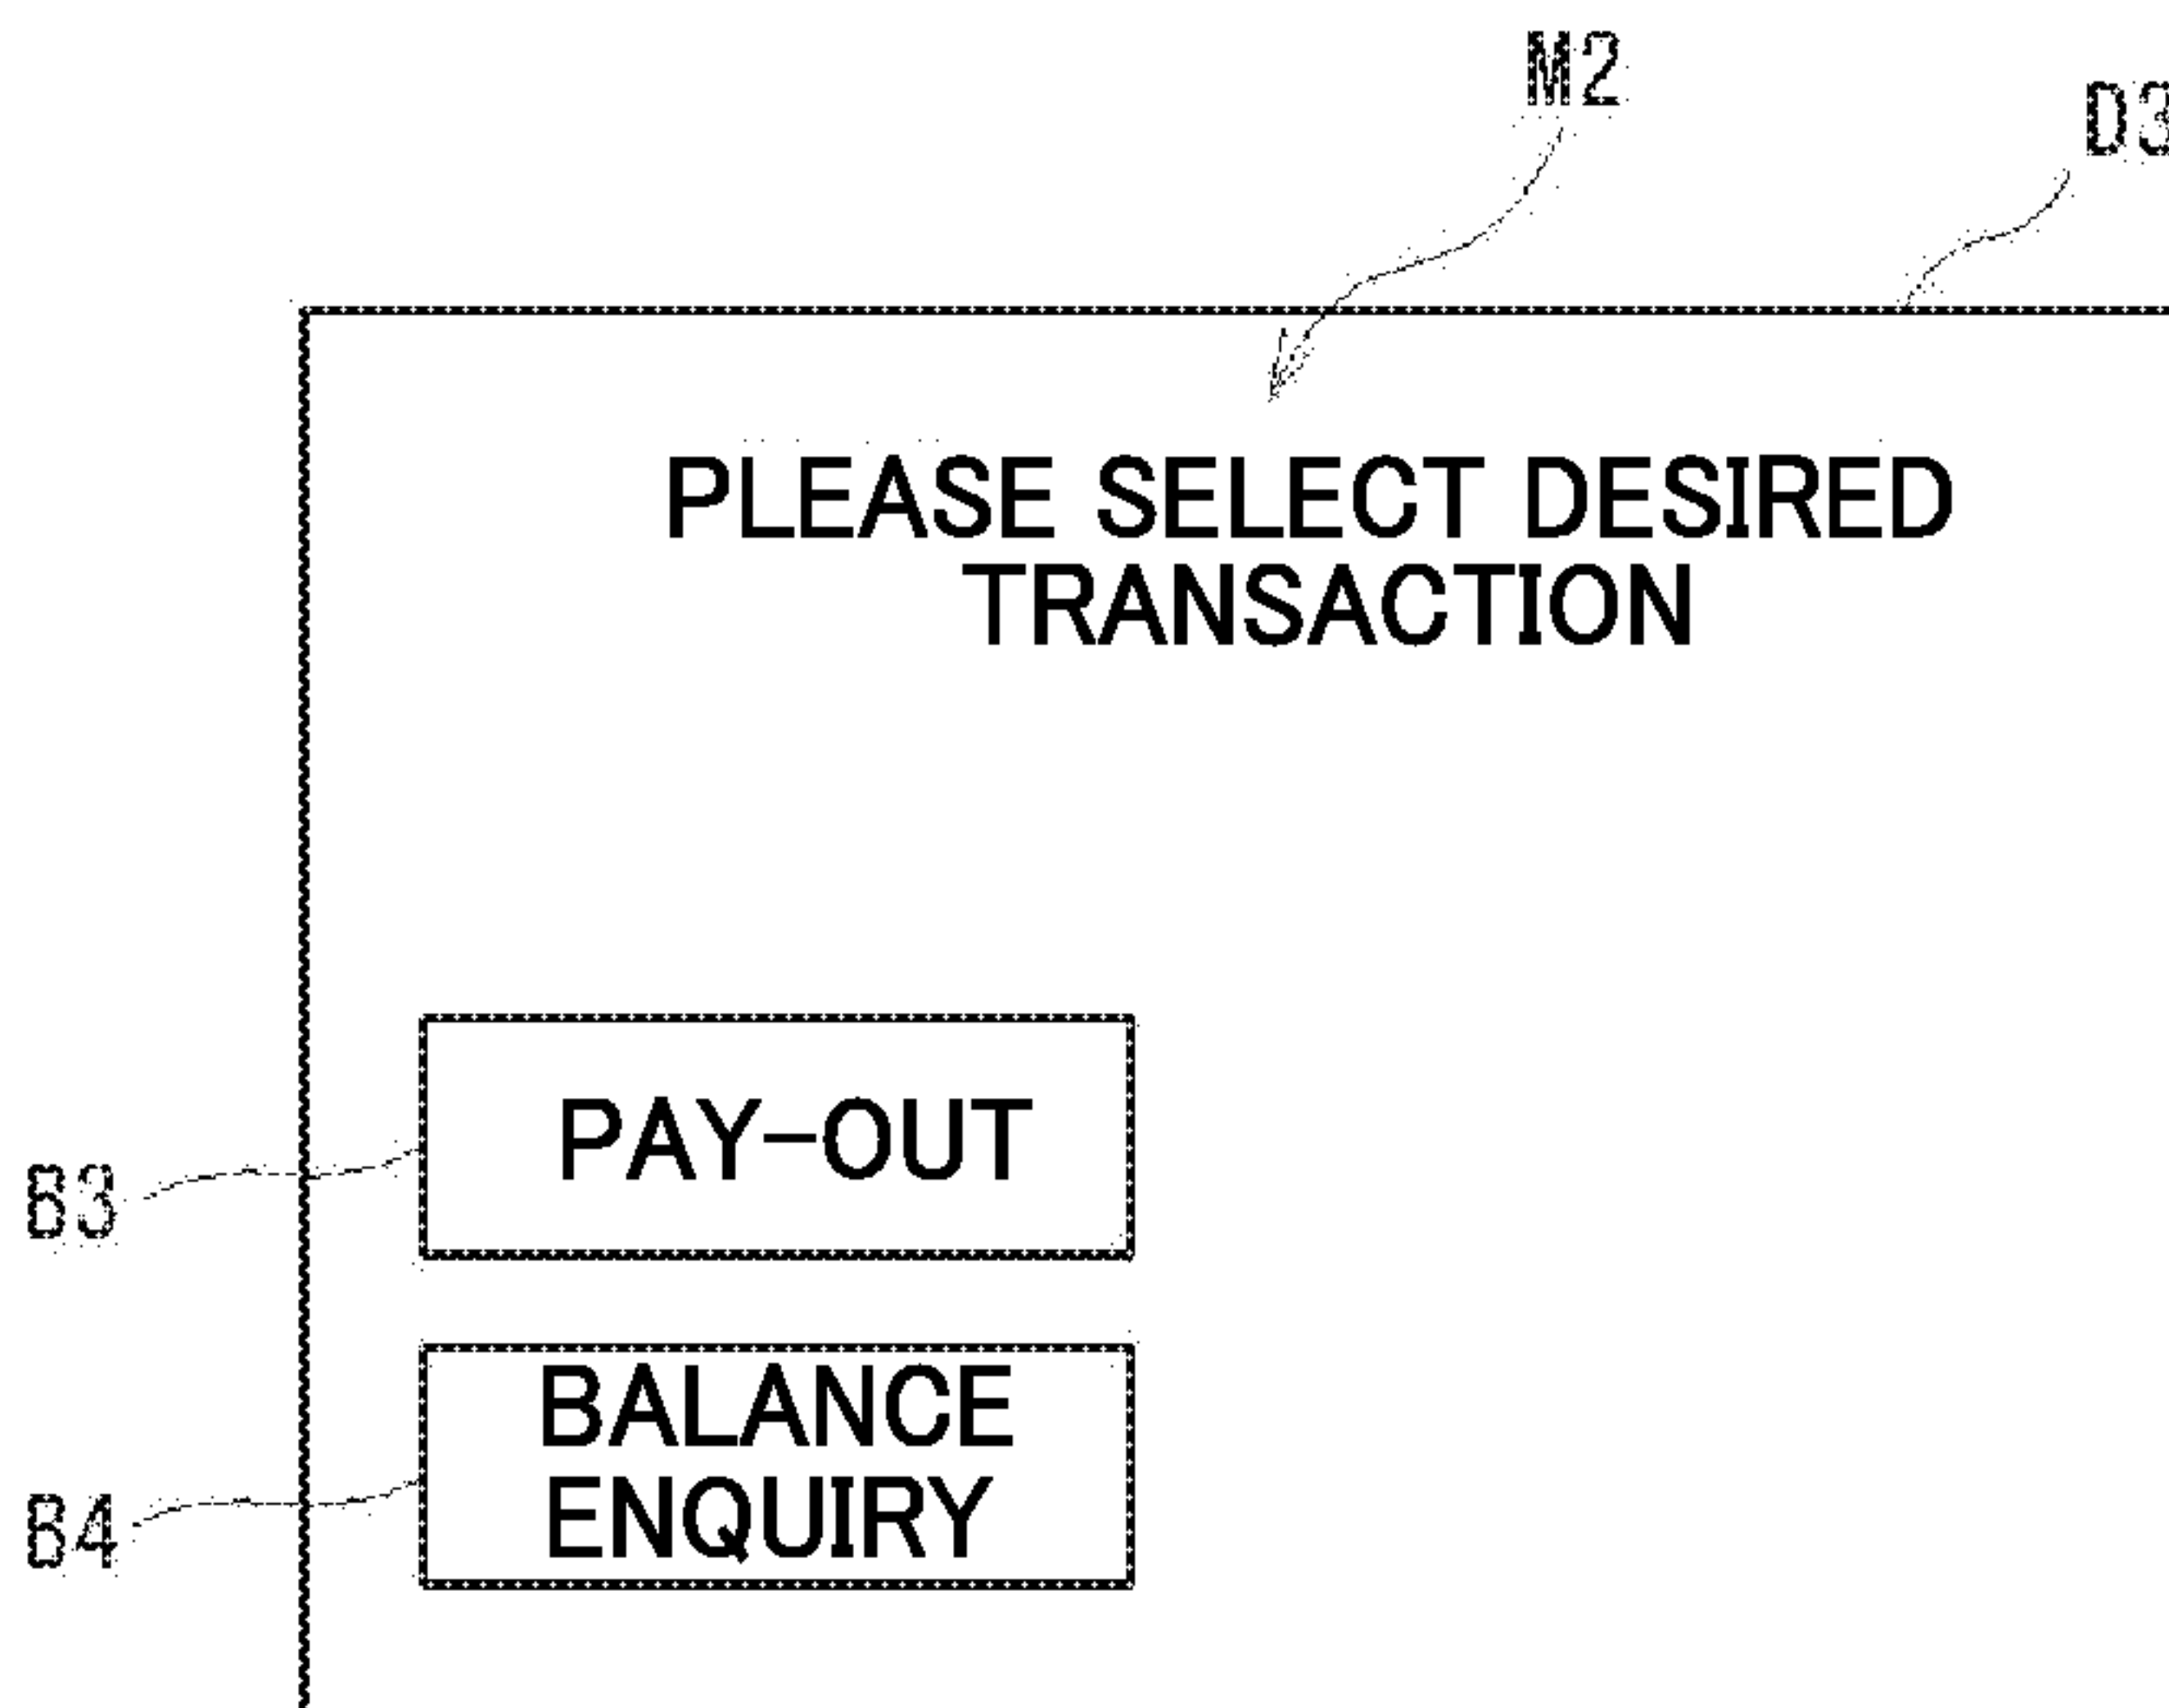 M2
D3
PLEASE SELECT DESIRED
TRANSACTION
PAY-OUT
B3
BALANCE
ENQUIRY
B4